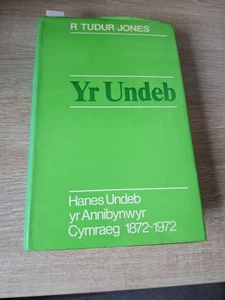 R TUDUR JONES
Yr Undeb
Hanes Undeb
yr Annibynwyr
Cymraeg 1872-1972